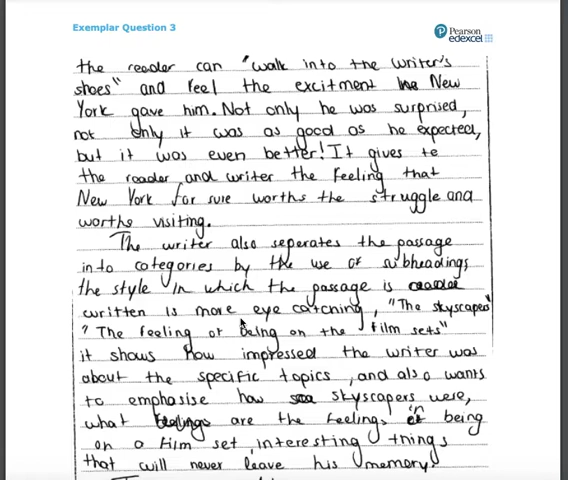 Exemplar Question 3
Pearson
edexcel
the reader can "walk into the writer's
shoes" and feel the excitment New
York gave him. Not only he was surprised,
not only it was as good as he expected,
but it was even better! It gives te
the reader and writer the feeling that
New York for sure worths the struggle and
worths visiting.
The writer also seperates the passage
into categories by the use of subheadings
the style in which the passage is
written is more eye catching, "The skyscapes"
"The feeling of being on the film sets"
it shows how impressed the writer was
about the specific topics, and also wants
to emphasise how skyscapers were,
what are the feelings in being
on a film set, interesting things
that will never leave his memory.